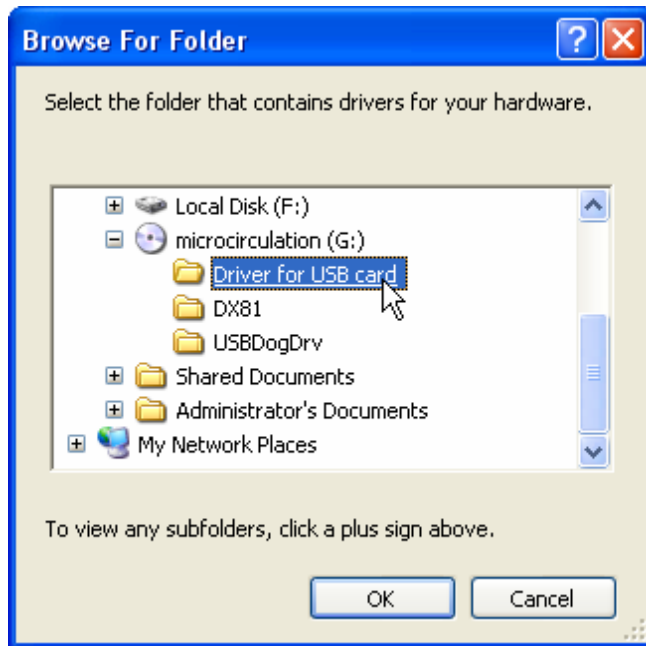 Browse For Folder
Select the folder that contains drivers for your hardware.
Local Disk (F:)
microcirculation (G:)
Driver for USB card
DX81
USBDogDrv
Shared Documents
Administrator's Documents
My Network Places
To view any subfolders, click a plus sign above.
OK Cancel